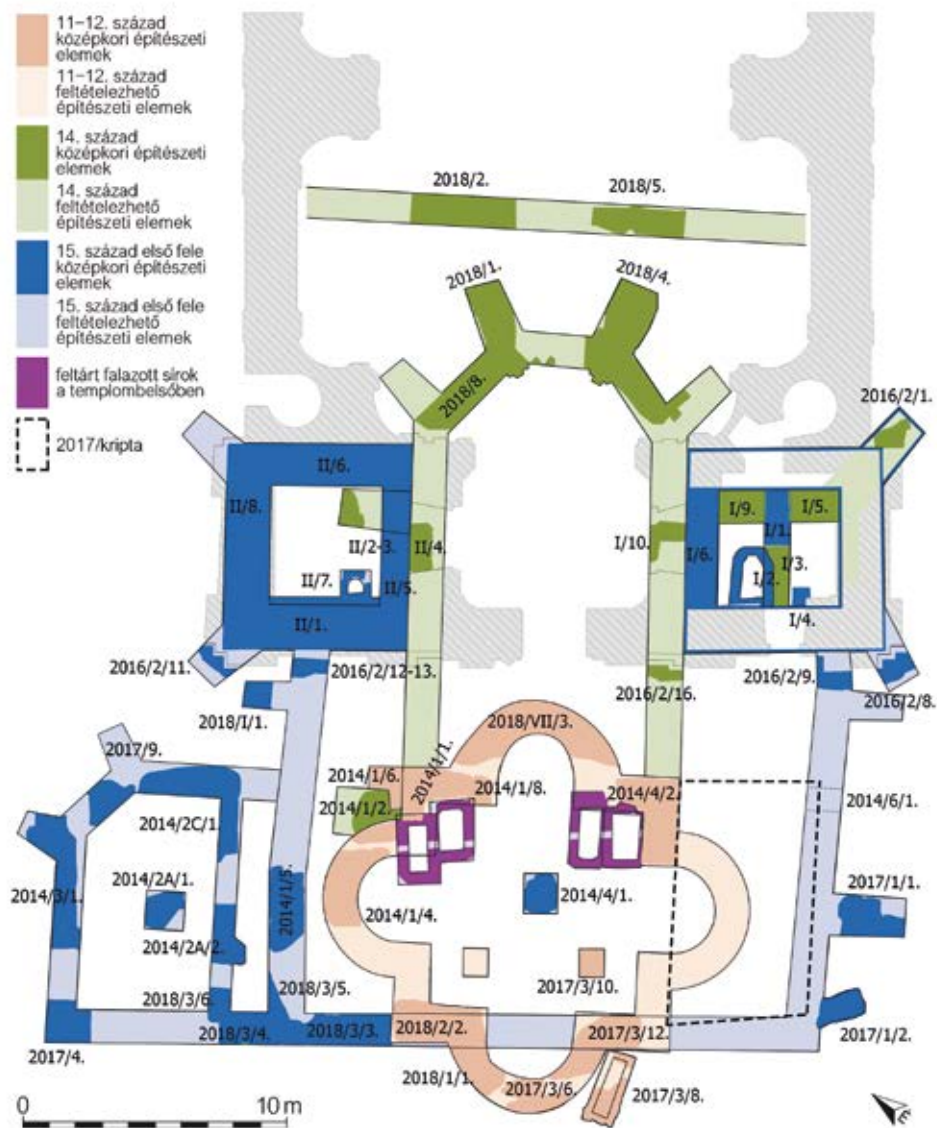 11–12. század
középkori építészeti
elemek
11–12. század
feltételezhető
építészeti elemek
14. század
középkori építészeti
elemek
14. század
feltételezhető
építészeti elemek
15. század első fele
középkori építészeti
elemek
15. század első fele
feltételezhető
építészeti elemek
feltárt falazott sírok
a templombelsőben
2017/kripta
2018/2.
2018/5.
2018/1.
2018/4.
2018/8.
2016/2/1.
II/6.
II/8.
II/2-3.
II/4.
II/7.
II/5.
II/1.
I/9.
I/5.
I/10.
I/1.
I/6.
I/3.
I/2.
I/4.
2016/2/11.
2016/2/12-13.
2016/2/9.
2016/2/16.
2016/2/8.
2018/I/1.
2018/VII/3.
2017/9.
2014/1/1.
2014/1/6.
2014/1/8.
2014/4/2.
2014/1/2.
2014/6/1.
2014/2C/1.
2014/2A/1.
2014/3/1.
2014/1/5.
2014/4/1.
2017/1/1.
2014/1/4.
2014/2A/2.
2018/3/6.
2018/3/5.
2017/3/10.
2018/3/4.
2018/3/3.
2018/2/2.
2017/3/12.
2017/4.
2017/1/2.
2018/1/1.
2017/3/6.
2017/3/8.
0
10 m
É